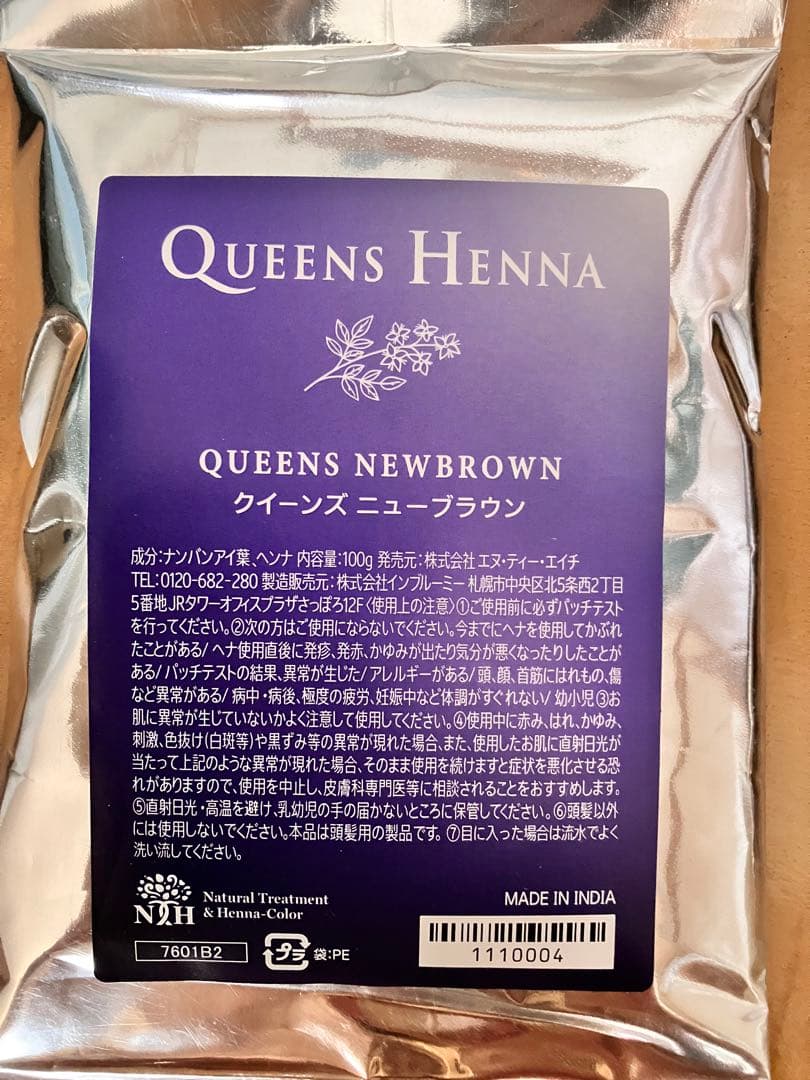 QUEENS HENNA
QUEENS NEWBROWN
クイーンズ ニューブラウン
成分:ナンバンアイ葉、ヘンナ 内容量:100g 発売元:株式会社 エヌ・ティー・エイチ
TEL:0120-682-280 製造販売元:株式会社インブルーミー 札幌市中央区北5条西2丁目
5番地JRタワーオフィスプラザさっぽろ12F〈使用上の注意〉①ご使用前に必ずパッチテスト
を行ってください。②次の方はご使用にならないでください。今までにヘナを使用してかぶれ
たことがある/ ヘナ使用直後に発疹、発赤、かゆみが出たり気分が悪くなったりしたことが
ある/ パッチテストの結果、異常が生じた/ アレルギーがある/ 頭、顔、首筋にはれもの、傷
など異常がある/ 病中・病後、極度の疲労、妊娠中など体調がすぐれない/ 幼小児 ③お
肌に異常が生じていないかよく注意して使用してください。④使用中に赤み、はれ、かゆみ、
刺激、色抜け(白斑等)や黒ずみ等の異常が現れた場合、また、使用したお肌に直射日光が
当たって上記のような異常が現れた場合、そのまま使用を続けますと症状を悪化させる恐
れがありますので、使用を中止し、皮膚科専門医等に相談されることをおすすめします。
⑤直射日光・高温を避け、乳幼児の手の届かないところに保管してください。⑥頭髪以外
には使用しないでください。本品は頭髪用の製品です。⑦目に入った場合は流水でよく
洗い流してください。
NTH Natural Treatment
& Henna-Color
MADE IN INDIA
7601B2
プラ 袋:PE
1110004